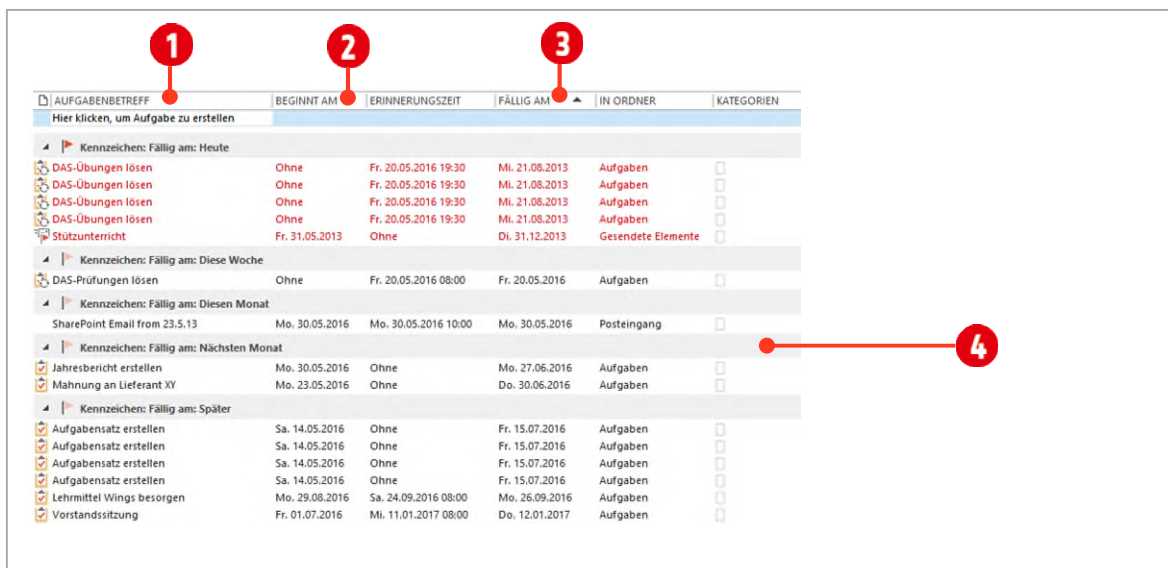 1 2 3
AUFGABENBETREFF BEGINNT AM ERINNERUNGSZEIT FÄLLIG AM IN ORDNER KATEGORIEN
Hier klicken, um Aufgabe zu erstellen
Kennzeichen: Fällig am: Heute
DAS-Übungen lösen Ohne Fr. 20.05.2016 19:30 Mi. 21.08.2013 Aufgaben
DAS-Übungen lösen Ohne Fr. 20.05.2016 19:30 Mi. 21.08.2013 Aufgaben
DAS-Übungen lösen Ohne Fr. 20.05.2016 19:30 Mi. 21.08.2013 Aufgaben
DAS-Übungen lösen Ohne Fr. 20.05.2016 19:30 Mi. 21.08.2013 Aufgaben
Stützunterricht Fr. 31.05.2013 Ohne Di. 31.12.2013 Gesendete Elemente
Kennzeichen: Fällig am: Diese Woche
DAS-Prüfungen lösen Ohne Fr. 20.05.2016 08:00 Fr. 20.05.2016 Aufgaben
Kennzeichen: Fällig am: Diesen Monat
SharePoint Email from 23.5.13 Mo. 30.05.2016 Mo. 30.05.2016 10:00 Mo. 30.05.2016 Posteingang
Kennzeichen: Fällig am: Nächsten Monat 4
Jahresbericht erstellen Mo. 30.05.2016 Ohne Mo. 27.06.2016 Aufgaben
Mahnung an Lieferant XY Mo. 23.05.2016 Ohne Do. 30.06.2016 Aufgaben
Kennzeichen: Fällig am: Später
Aufgabensatz erstellen Sa. 14.05.2016 Ohne Fr. 15.07.2016 Aufgaben
Aufgabensatz erstellen Sa. 14.05.2016 Ohne Fr. 15.07.2016 Aufgaben
Aufgabensatz erstellen Sa. 14.05.2016 Ohne Fr. 15.07.2016 Aufgaben
Aufgabensatz erstellen Sa. 14.05.2016 Ohne Fr. 15.07.2016 Aufgaben
Lehrmittel Wings besorgen Mo. 29.08.2016 Sa. 24.09.2016 08:00 Mo. 26.09.2016 Aufgaben
Vorstandssitzung Fr. 01.07.2016 Mi. 11.01.2017 08:00 Do. 12.01.2017 Aufgaben